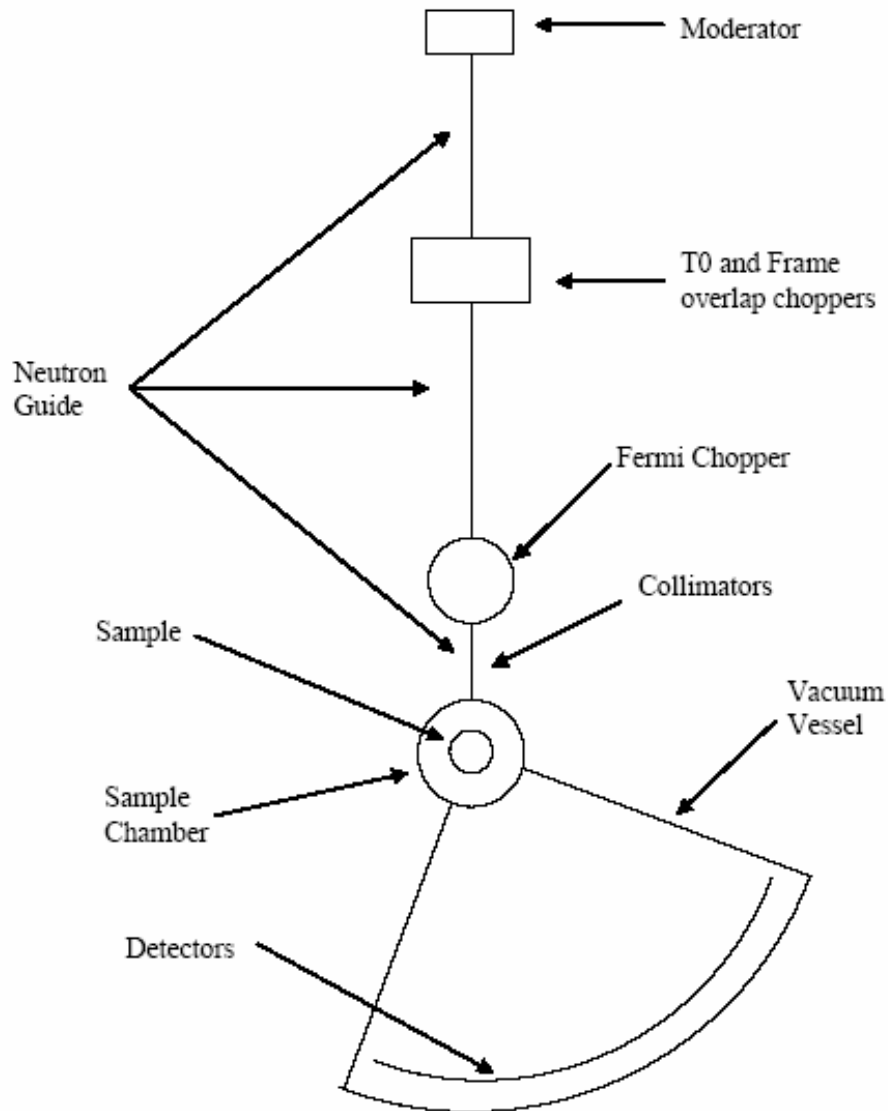 Moderator
T0 and Frame
overlap choppers
Neutron
Guide
Fermi Chopper
Collimators
Sample
Vacuum
Vessel
Sample
Chamber
Detectors